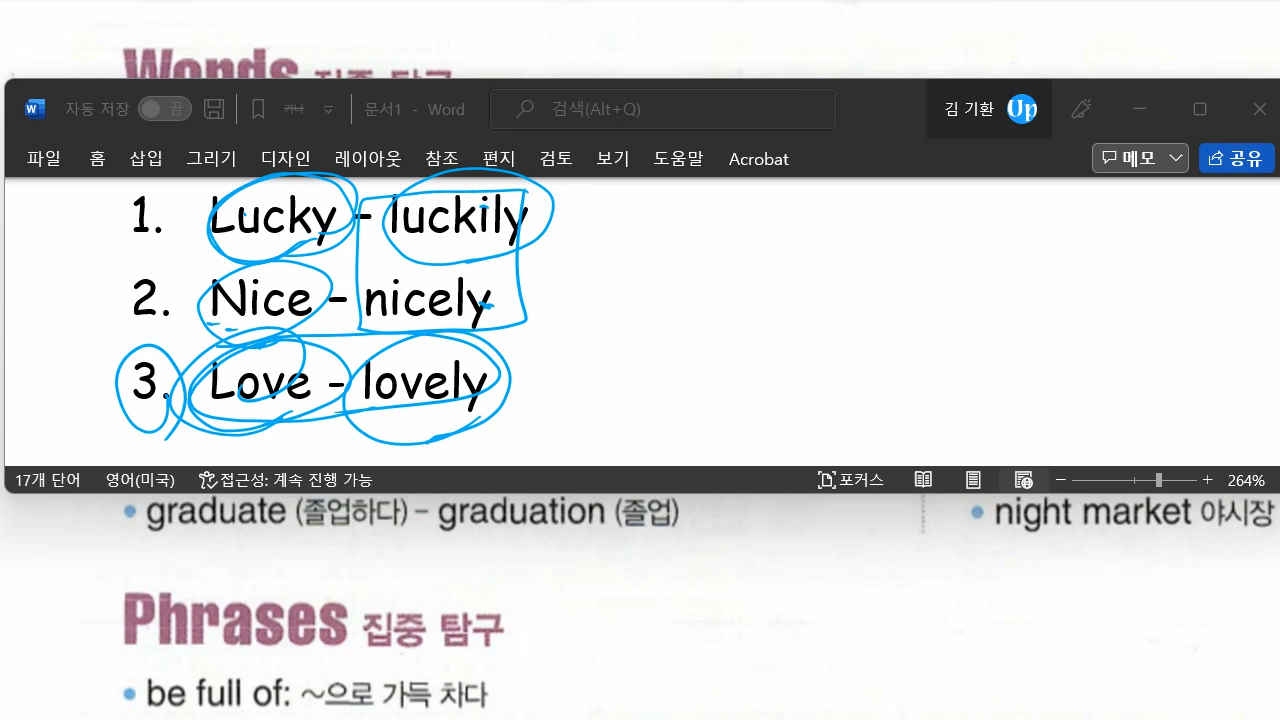 Words 집중 탐구
자동 저장 끔 가나 문서1 - Word 검색(Alt+Q) 김 기환 Up
파일 홈 삽입 그리기 디자인 레이아웃 참조 편지 검토 보기 도움말 Acrobat 메모 공유
1. Lucky - luckily
2. Nice - nicely
3. Love - lovely
17개 단어 영어(미국) 접근성: 계속 진행 가능 포커스 264%
• graduate (졸업하다) - graduation (졸업) • night market 야시장
Phrases 집중 탐구
• be full of: ~으로 가득 차다